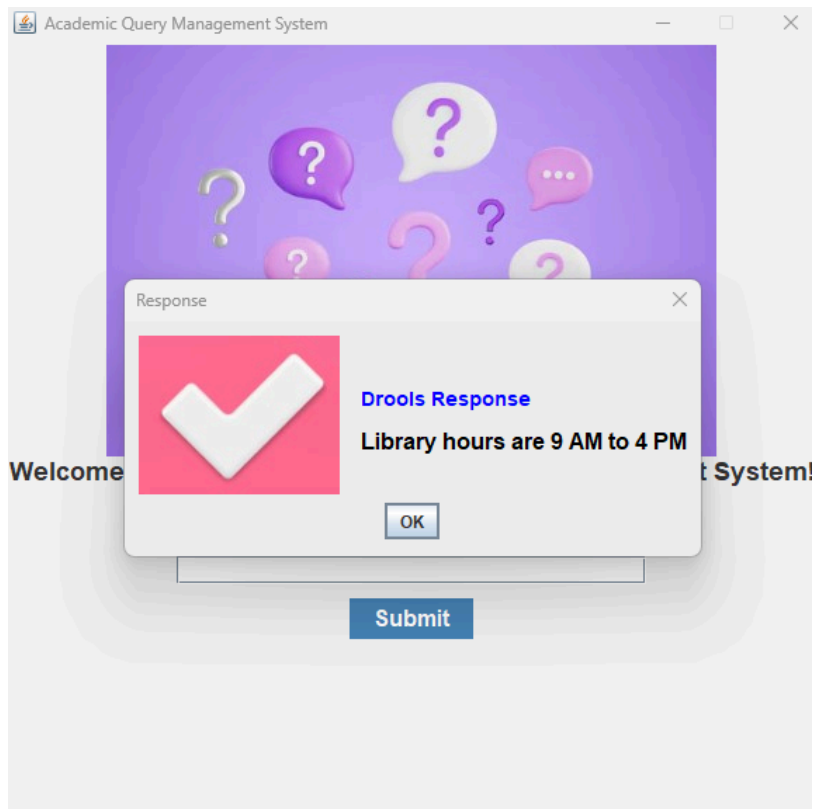 Academic Query Management System
Response
Drools Response
Library hours are 9 AM to 4 PM
Welcome t System!
OK
Submit